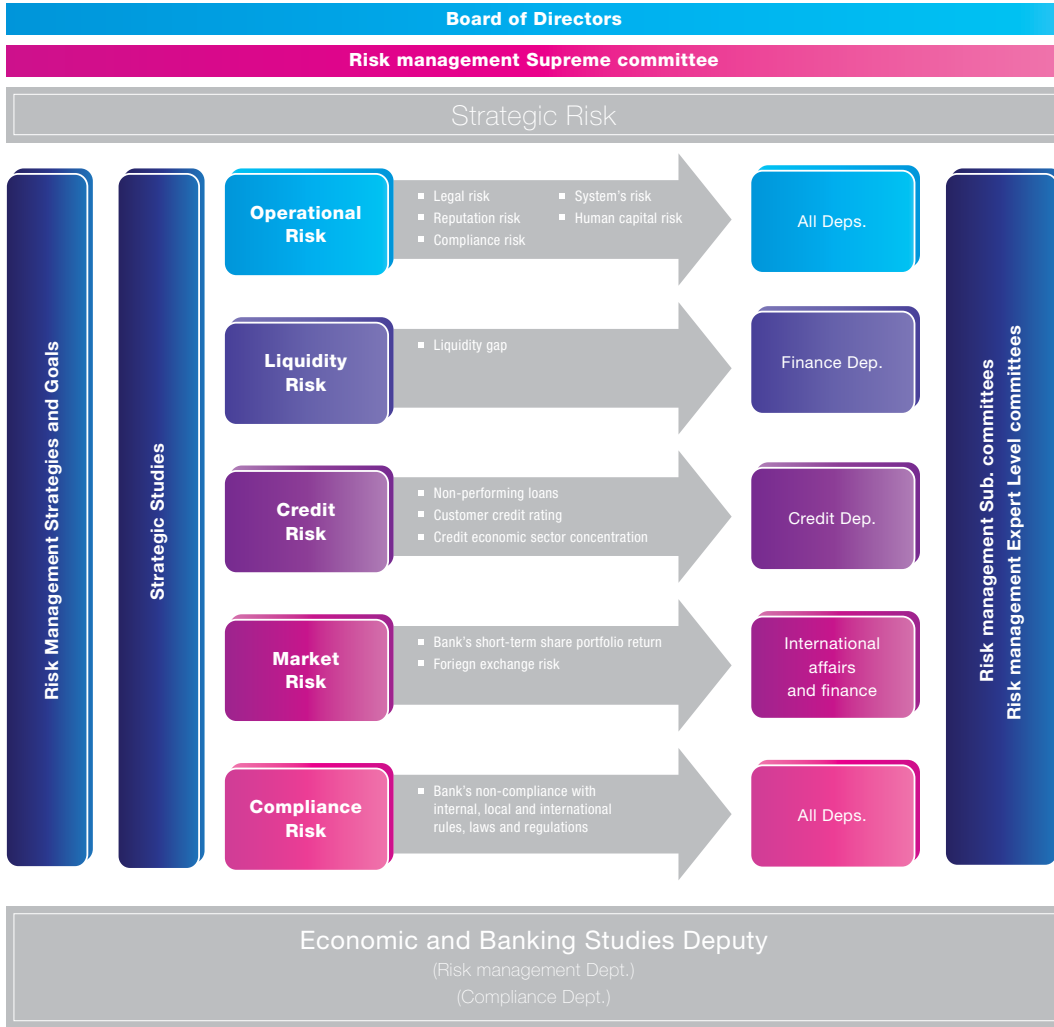 Board of Directors
Risk management Supreme committee
Strategic Risk
Risk Management Strategies and Goals
Strategic Studies
Operational
Risk
■ Legal risk
■ Reputation risk
■ Compliance risk
■ System's risk
■ Human capital risk
All Deps.
Liquidity
Risk
■ Liquidity gap
Finance Dep.
Credit
Risk
■ Non-performing loans
■ Customer credit rating
■ Credit economic sector concentration
Credit Dep.
Market
Risk
■ Bank's short-term share portfolio return
■ Foriegn exchange risk
International
affairs
and finance
Compliance
Risk
■ Bank's non-compliance with
internal, local and international
rules, laws and regulations
All Deps.
Risk management Sub. committees
Risk management Expert Level committees
Economic and Banking Studies Deputy
(Risk management Dept.)
(Compliance Dept.)